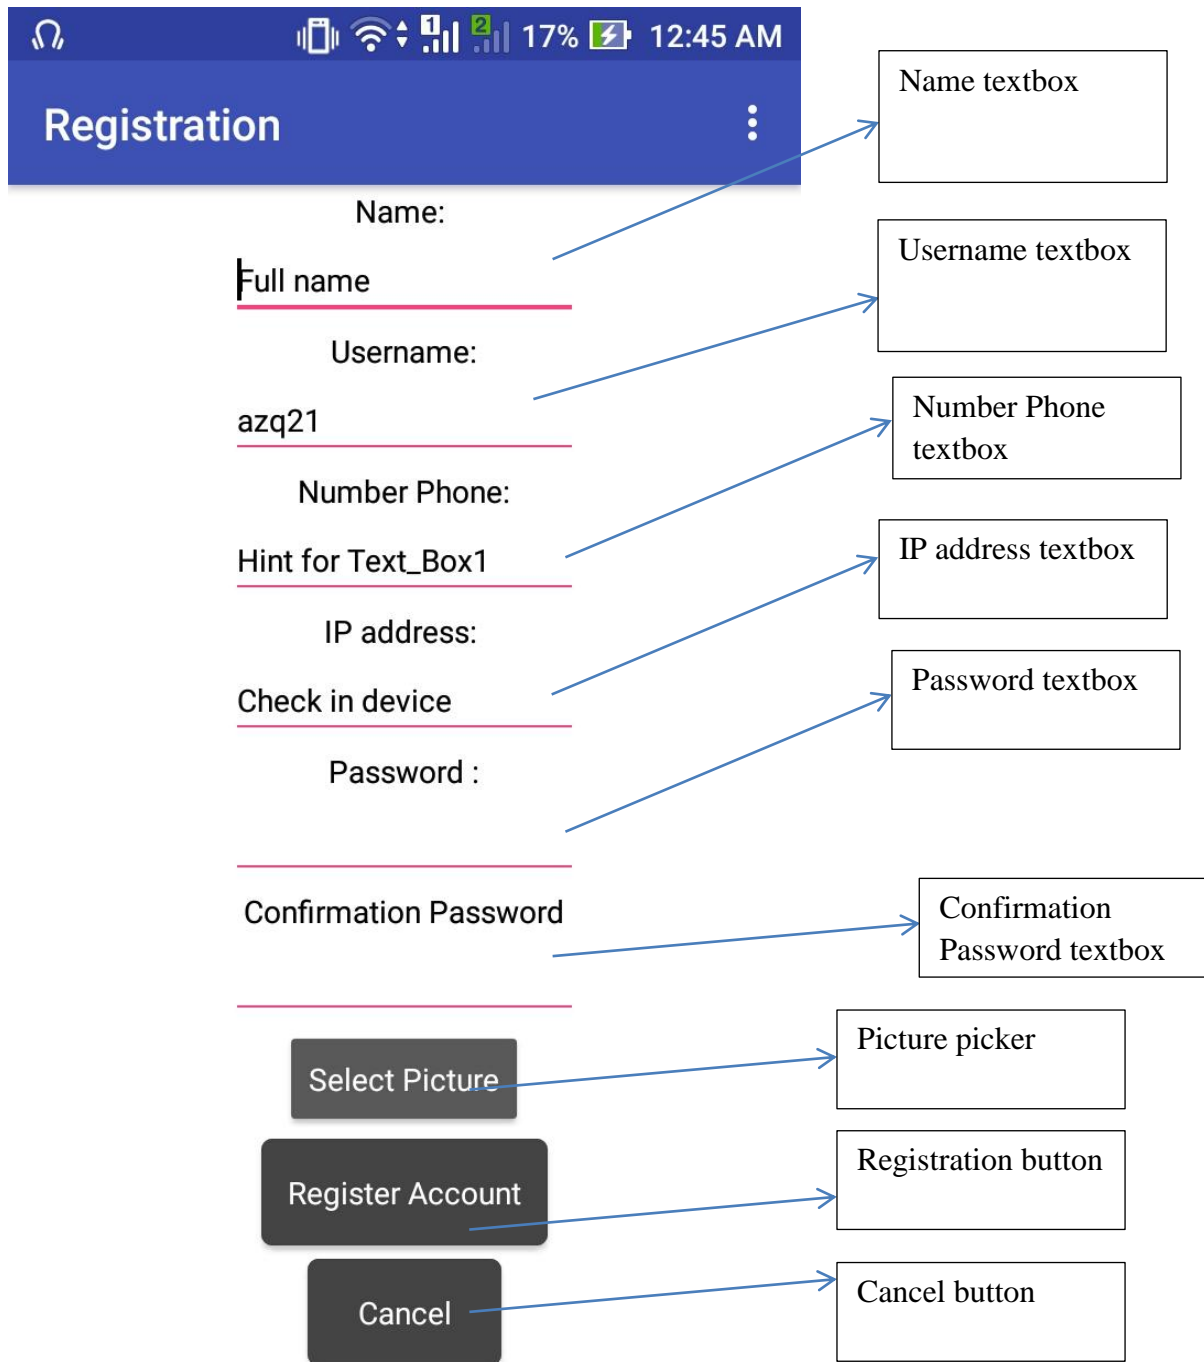 1 2 17% 12:45 AM
Registration
Name textbox
Name:
Full name
Username textbox
Username:
azq21
Number Phone
textbox
Number Phone:
Hint for Text_Box1
IP address textbox
IP address:
Check in device
Password textbox
Password :
Confirmation Password
Confirmation
Password textbox
Select Picture
Picture picker
Register Account
Registration button
Cancel
Cancel button